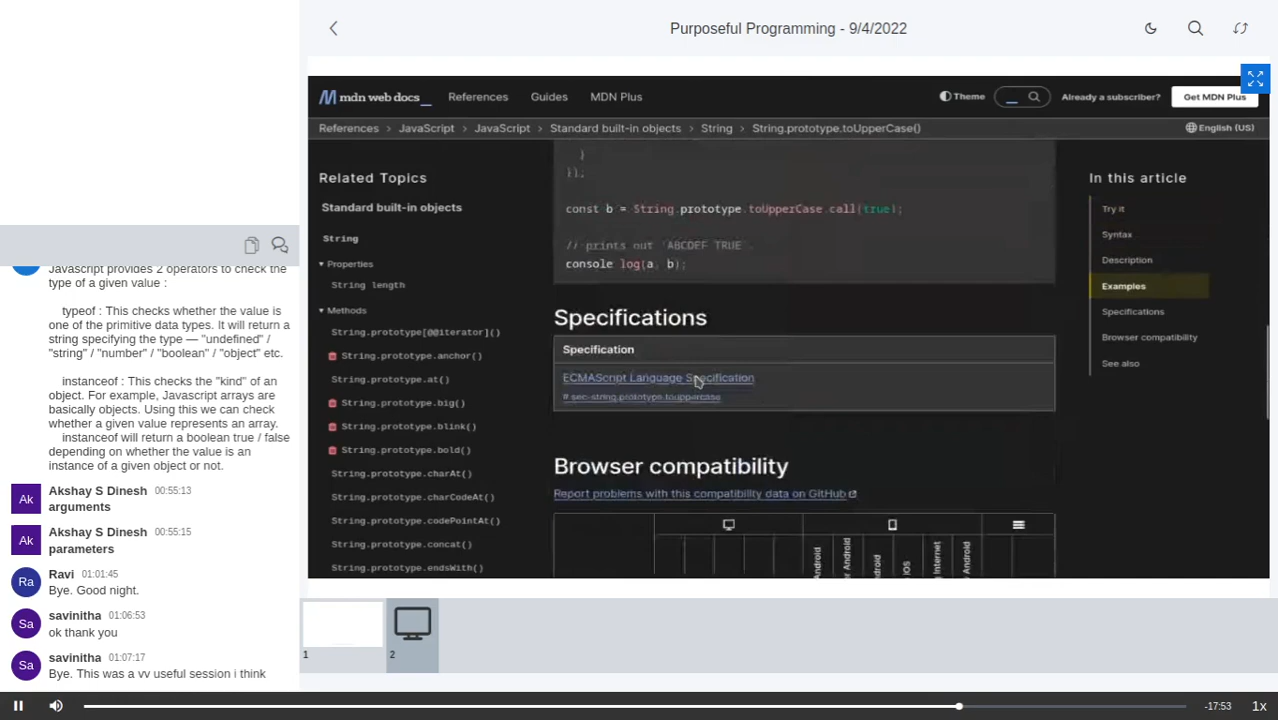 Purposeful Programming - 9/4/2022
mdn web docs_
References
Guides
MDN Plus
Theme
Already a subscriber?
Get MDN Plus
References > JavaScript > JavaScript > Standard built-in objects > String > String.prototype.toUpperCase()
English (US)
Related Topics
Standard built-in objects
String
Properties
String length
Methods
String.prototype[@@iterator]()
String.prototype.anchor()
String.prototype.at()
String.prototype.big()
String.prototype.blink()
String.prototype.bold()
String.prototype.charAt()
String.prototype.charCodeAt()
String.prototype.codePointAt()
String.prototype.concat()
String.prototype.endsWith()
}
});
const b = String.prototype.toUpperCase.call(true);
// prints out 'ABCDEF TRUE'.
console log(a, b);
Specifications
Specification
ECMAScript Language Specification
# sec-string.prototype.touppercase
Browser compatibility
Report problems with this compatibility data on GitHub
Android
Android
Android
iOS
Internet
Android
In this article
Try it
Syntax
Description
Examples
Specifications
Browser compatibility
See also
Javascript provides 2 operators to check the
type of a given value :
typeof : This checks whether the value is
one of the primitive data types. It will return a
string specifying the type — "undefined" /
"string" / "number" / "boolean" / "object" etc.
instanceof : This checks the "kind" of an
object. For example, Javascript arrays are
basically objects. Using this we can check
whether a given value represents an array.
instanceof will return a boolean true / false
depending on whether the value is an
instance of a given object or not.
Ak
Akshay S Dinesh 00:55:13
arguments
Ak
Akshay S Dinesh 00:55:15
parameters
Ra
Ravi 01:01:45
Bye. Good night.
Sa
savinitha 01:06:53
ok thank you
Sa
savinitha 01:07:17
Bye. This was a vv useful session i think
1
2
-17:53
1x